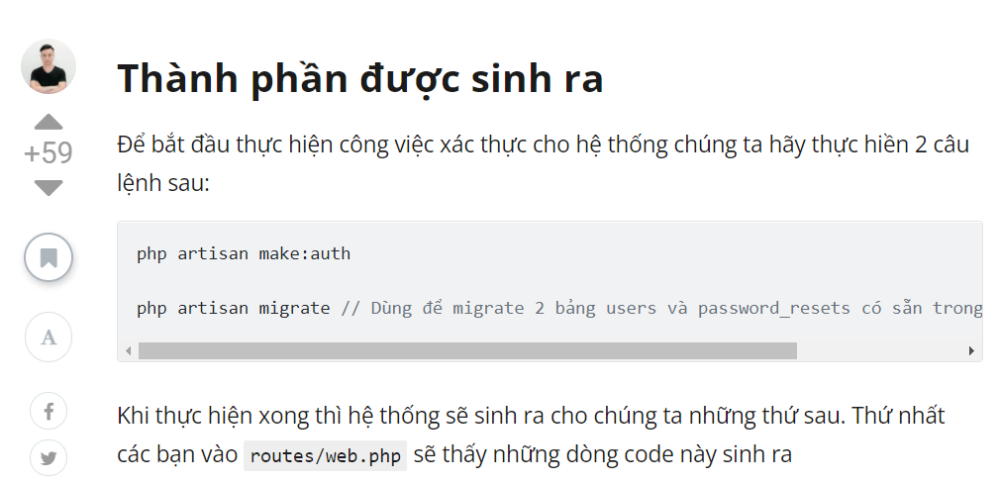 Thành phần được sinh ra
+59
Để bắt đầu thực hiện công việc xác thực cho hệ thống chúng ta hãy thực hiền 2 câu
lệnh sau:
php artisan make:auth
php artisan migrate // Dùng để migrate 2 bảng users và password_resets có sẵn trong
A
Khi thực hiện xong thì hệ thống sẽ sinh ra cho chúng ta những thứ sau. Thứ nhất
các bạn vào routes/web.php sẽ thấy những dòng code này sinh ra